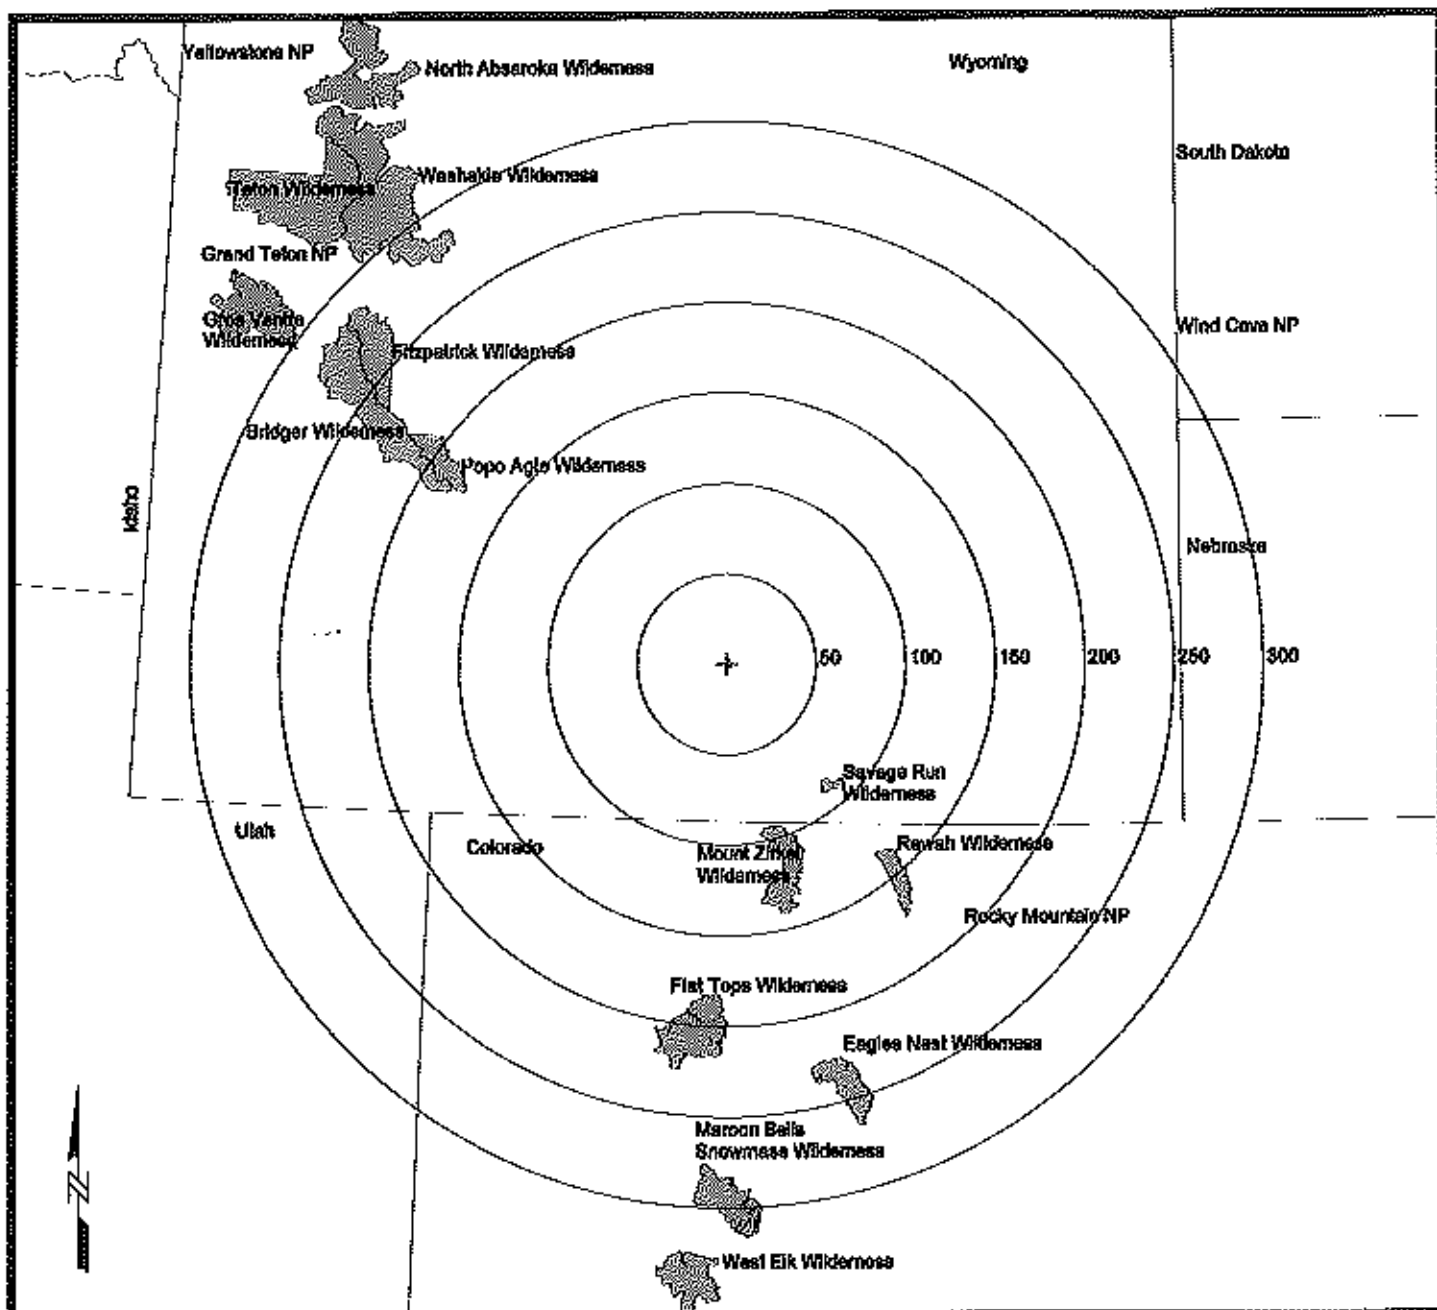 Yellowstone NP
North Absaroka Wilderness
Wyoming
South Dakota
Washakie Wilderness
Teton Wilderness
Grand Teton NP
Gros Ventre
Wilderness
Wind Cave NP
Fitzpatrick Wilderness
Bridger Wilderness
Popo Agie Wilderness
Idaho
Nebraska
50 100 150 200 250 300
Savage Run
Wilderness
Utah
Colorado
Mount Zirkel
Wilderness
Rawah Wilderness
Rocky Mountain NP
Flat Tops Wilderness
Eagles Nest Wilderness
Maroon Bells
Snowmass Wilderness
N
West Elk Wilderness